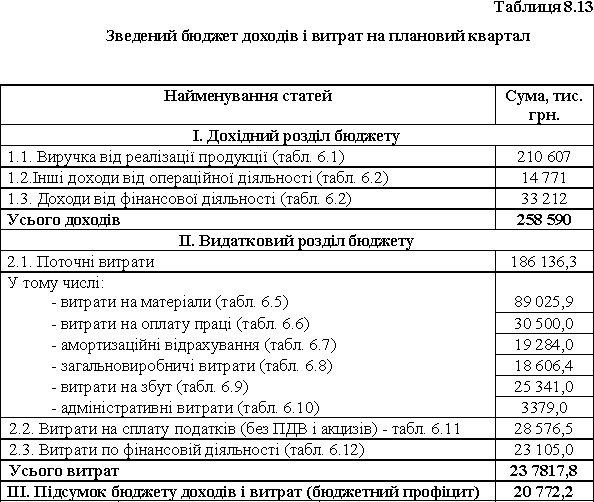 Таблиця 8.13
Зведений бюджет доходів і витрат на плановий квартал
Найменування статей
Сума, тис.
грн.
І. Дохідний розділ бюджету
1.1. Виручка від реалізації продукції (табл. 6.1)
210 607
1.2.Інші доходи від операційної діяльності (табл. 6.2)
14 771
1.3. Доходи від фінансової діяльності (табл. 6.2)
33 212
Усього доходів
258 590
ІІ. Видатковий розділ бюджету
2.1. Поточні витрати
186 136,3
У тому числі:
- витрати на матеріали (табл. 6.5)
89 025,9
- витрати на оплату праці (табл. 6.6)
30 500,0
- амортизаційні відрахування (табл. 6.7)
19 284,0
- загальновиробничі витрати (табл. 6.8)
18 606,4
- витрати на збут (табл. 6.9)
25 341,0
- адміністративні витрати (табл. 6.10)
3379,0
2.2. Витрати на сплату податків (без ПДВ і акцизів) - табл. 6.11
28 576,5
2.3. Витрати по фінансовій діяльності (табл. 6.12)
23 105,0
Усього витрат
23 7817,8
ІІІ. Підсумок бюджету доходів і витрат (бюджетний профіцит)
20 772,2